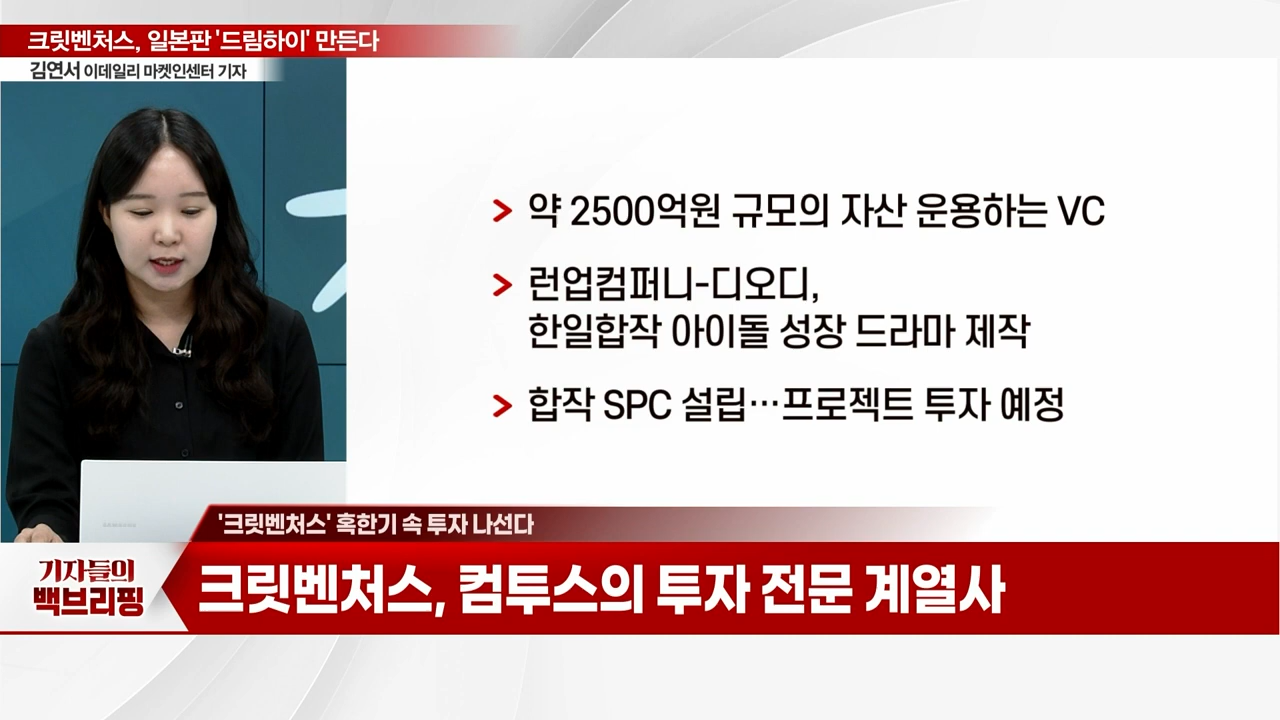 크릿벤처스, 일본판 '드림하이' 만든다
김연서 이데일리 마켓인센터 기자
> 약 2500억원 규모의 자산 운용하는 VC
> 런업컴퍼니-디오디,
한일합작 아이돌 성장 드라마 제작
> 합작 SPC 설립…프로젝트 투자 예정
SAMSUNG
'크릿벤처스' 혹한기 속 투자 나선다
기자들의
백브리핑
크릿벤처스, 컴투스의 투자 전문 계열사